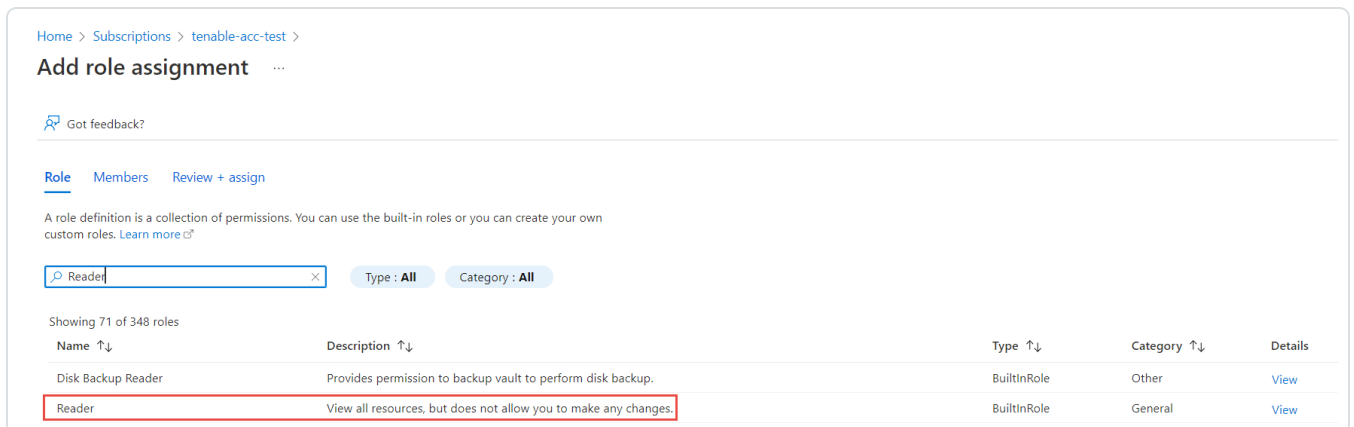 Home > Subscriptions > tenable-acc-test >
Add role assignment ...
Got feedback?
Role Members Review + assign
A role definition is a collection of permissions. You can use the built-in roles or you can create your own
custom roles. Learn more
Reader Type : All Category : All
Showing 71 of 348 roles
Name ↑↓ Description ↑↓ Type ↑↓ Category ↑↓ Details
Disk Backup Reader Provides permission to backup vault to perform disk backup. BuiltInRole Other View
Reader View all resources, but does not allow you to make any changes. BuiltInRole General View